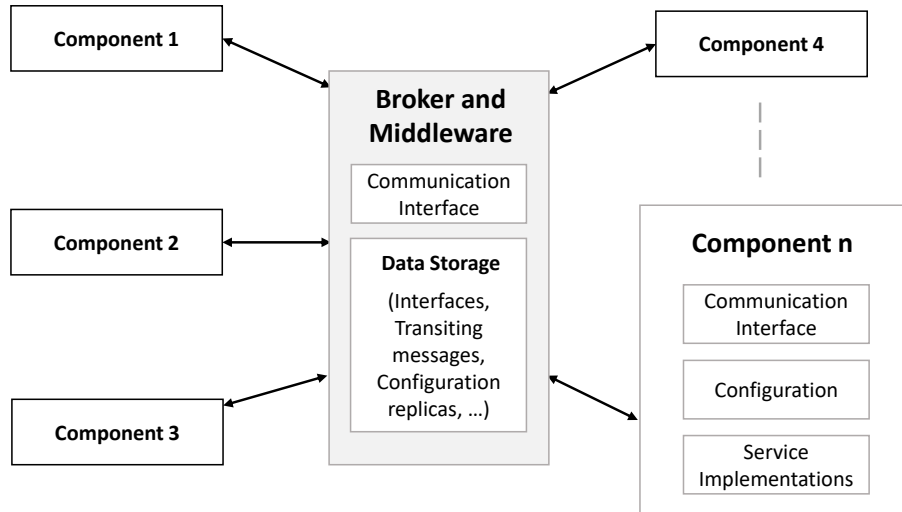 Component 1
Component 2
Component 3
Broker and
Middleware
Communication
Interface
Data Storage
(Interfaces,
Transiting
messages,
Configuration
replicas, ...)
Component 4
Component n
Communication
Interface
Configuration
Service
Implementations